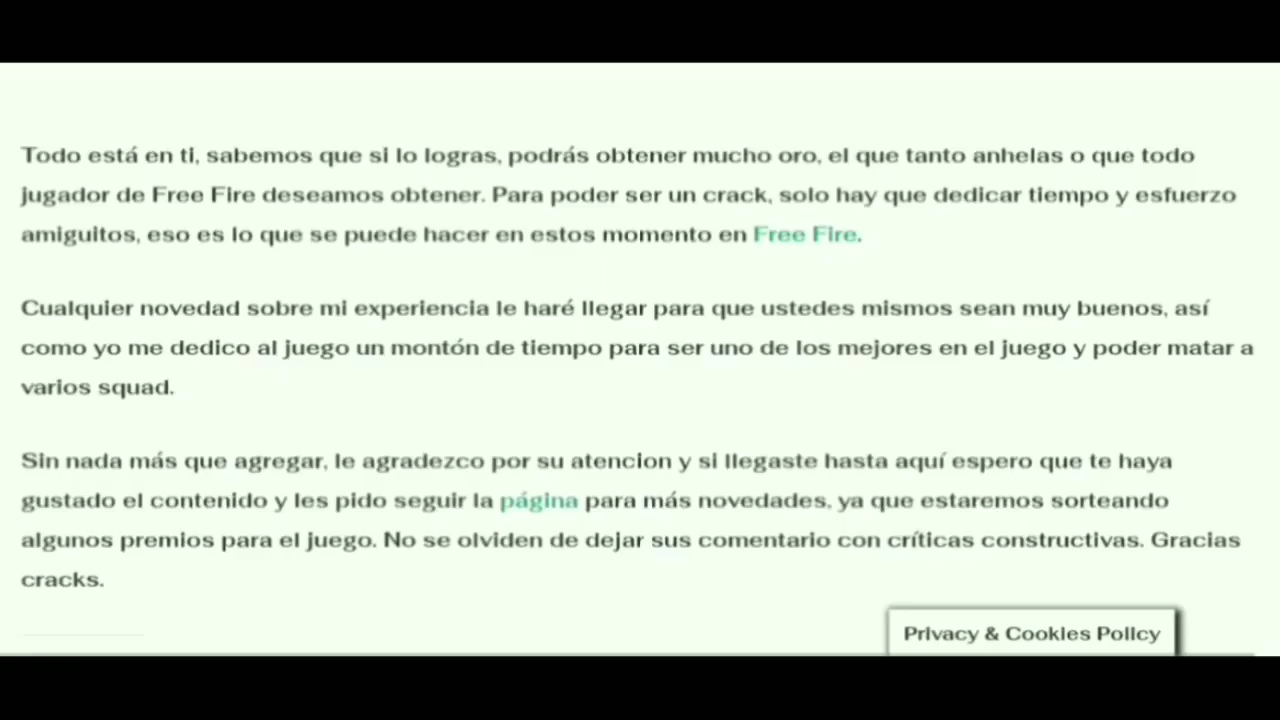 Todo está en ti, sabemos que si lo logras, podrás obtener mucho oro, el que tanto anhelas o que todo
jugador de Free Fire deseamos obtener. Para poder ser un crack, solo hay que dedicar tiempo y esfuerzo
amiguitos, eso es lo que se puede hacer en estos momento en Free Fire.
Cualquier novedad sobre mi experiencia le haré llegar para que ustedes mismos sean muy buenos, así
como yo me dedico al juego un montón de tiempo para ser uno de los mejores en el juego y poder matar a
varios squad.
Sin nada más que agregar, le agradezco por su atencion y si llegaste hasta aquí espero que te haya
gustado el contenido y les pido seguir la página para más novedades, ya que estaremos sorteando
algunos premios para el juego. No se olviden de dejar sus comentario con críticas constructivas. Gracias
cracks.
Privacy & Cookies Policy